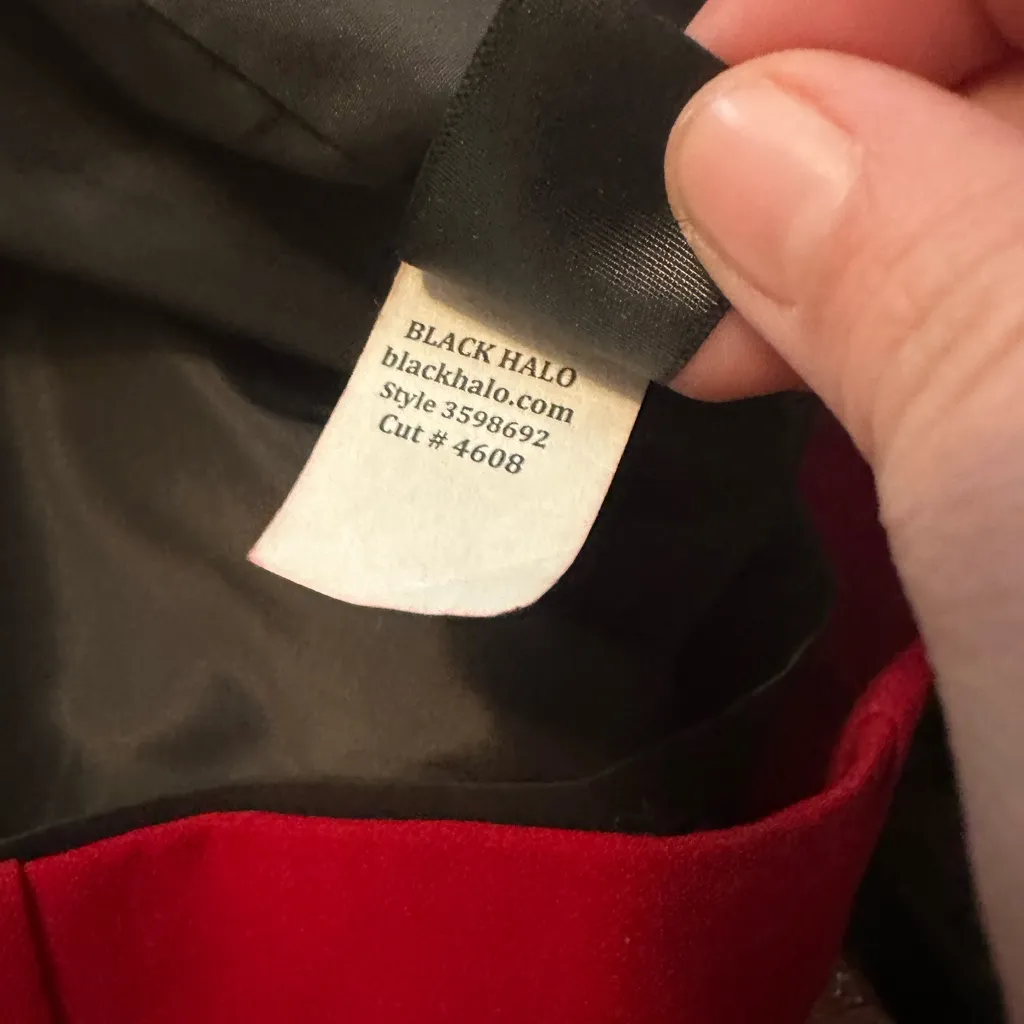 BLACK HALO
blackhalo.com
Style 3598692
Cut # 4608